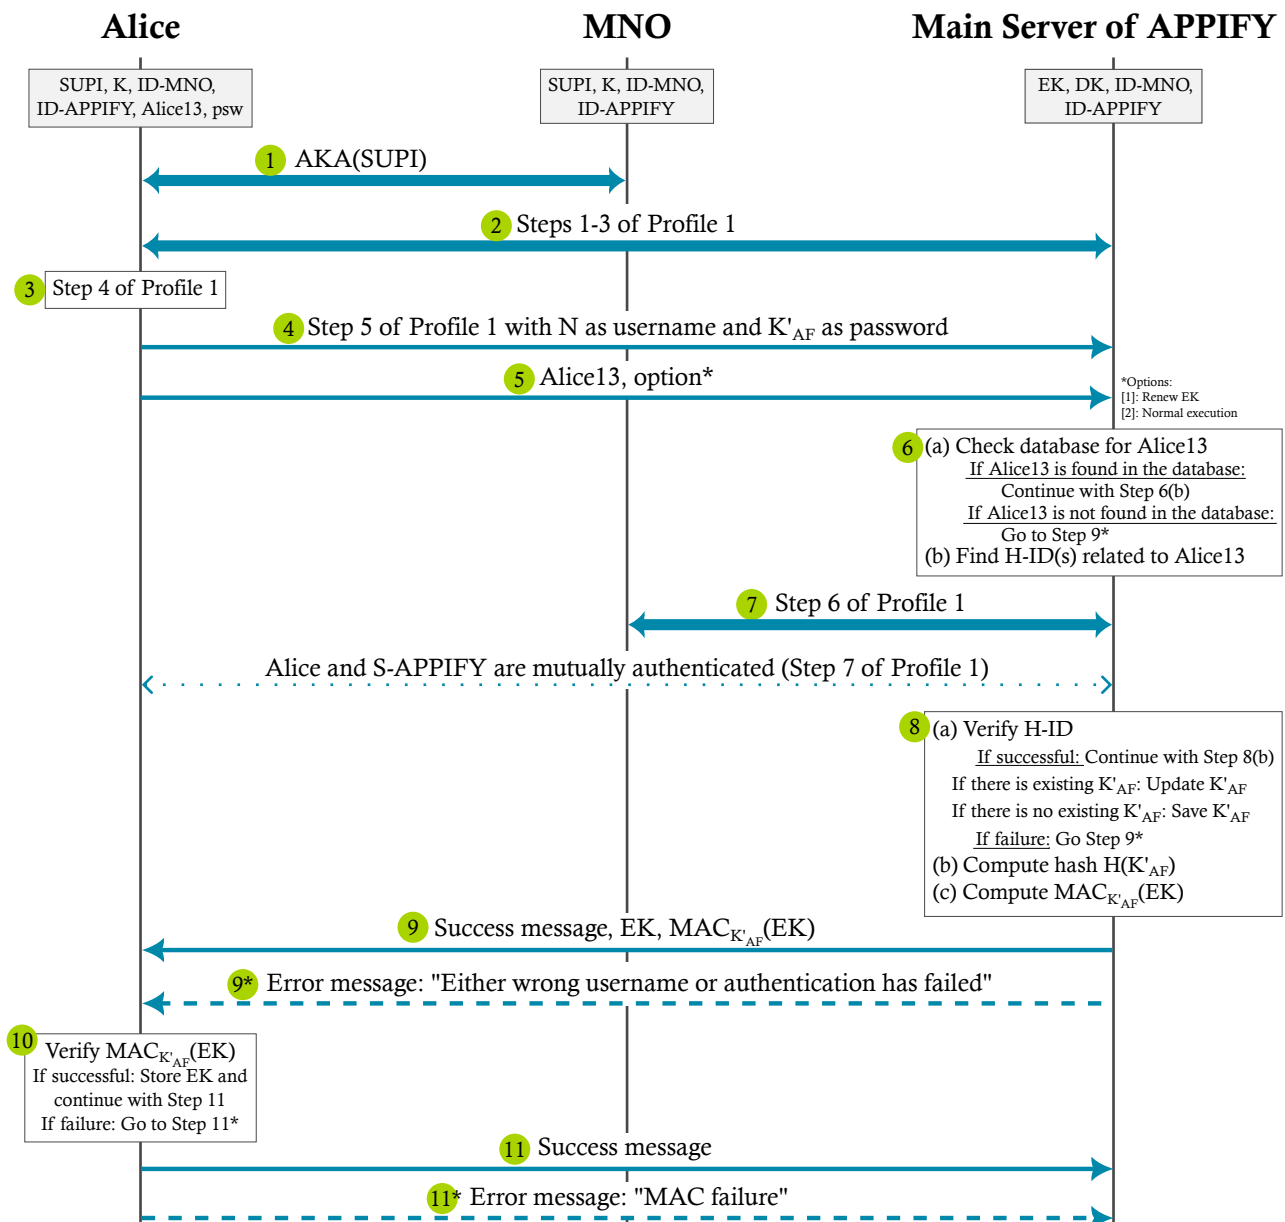 Alice
MNO
Main Server of APPIFY
SUPI, K, ID-MNO,
ID-APPIFY, Alice13, psw
SUPI, K, ID-MNO,
ID-APPIFY
EK, DK, ID-MNO,
ID-APPIFY
1 AKA(SUPI)
2 Steps 1-3 of Profile 1
3 Step 4 of Profile 1
4 Step 5 of Profile 1 with N as username and K'AF as password
5 Alice13, option*
*Options:
[1]: Renew EK
[2]: Normal execution
6 (a) Check database for Alice13
If Alice13 is found in the database:
Continue with Step 6(b)
If Alice13 is not found in the database:
Go to Step 9*
(b) Find H-ID(s) related to Alice13
7 Step 6 of Profile 1
Alice and S-APPIFY are mutually authenticated (Step 7 of Profile 1)
8 (a) Verify H-ID
If successful: Continue with Step 8(b)
If there is existing K'AF: Update K'AF
If there is no existing K'AF: Save K'AF
If failure: Go Step 9*
(b) Compute hash H(K'AF)
(c) Compute MACK'AF(EK)
9 Success message, EK, MACK'AF(EK)
9* Error message: "Either wrong username or authentication has failed"
10 Verify MACK'AF(EK)
If successful: Store EK and
continue with Step 11
If failure: Go to Step 11*
11 Success message
11* Error message: "MAC failure"